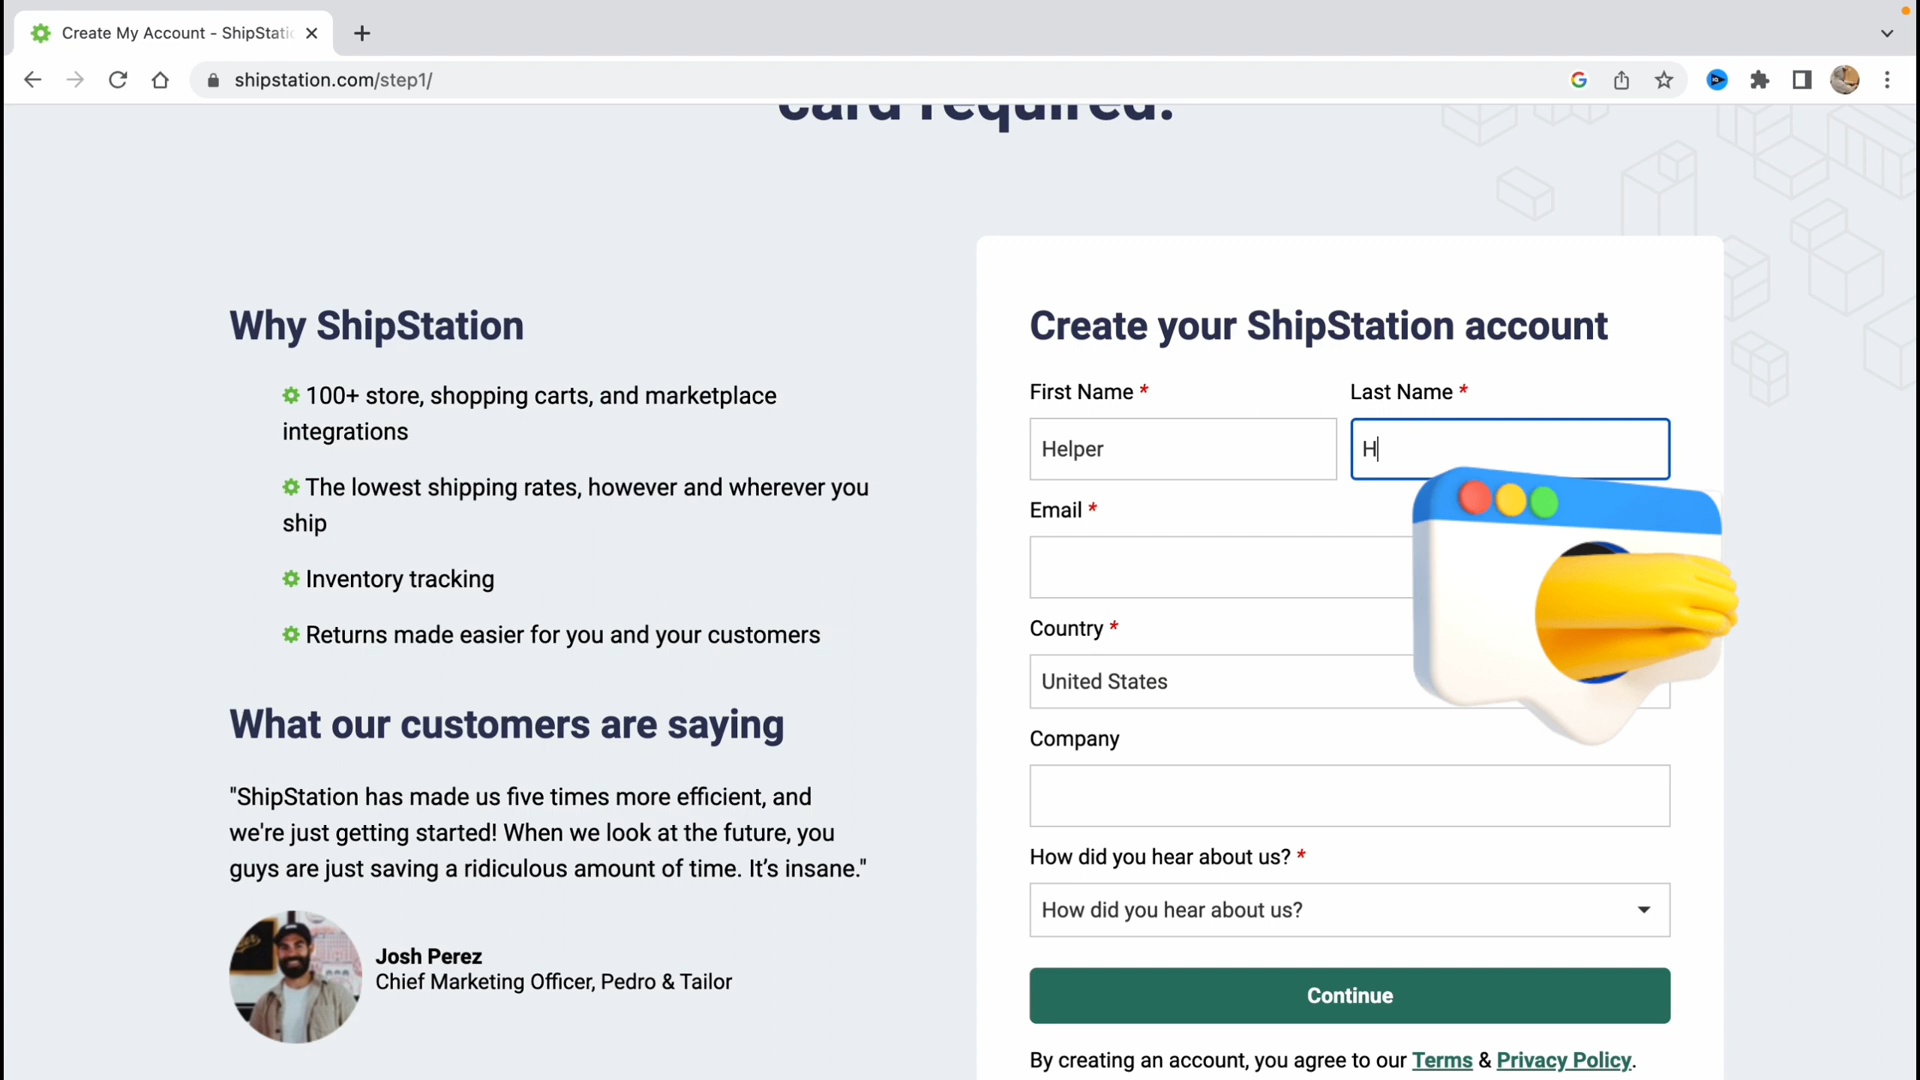 Create My Account - ShipStatic
shipstation.com/step1/
card required.
Why ShipStation
100+ store, shopping carts, and marketplace
integrations
The lowest shipping rates, however and wherever you
ship
Inventory tracking
Returns made easier for you and your customers
What our customers are saying
"ShipStation has made us five times more efficient, and
we're just getting started! When we look at the future, you
guys are just saving a ridiculous amount of time. It’s insane."
Josh Perez
Chief Marketing Officer, Pedro & Tailor
Create your ShipStation account
First Name * Last Name *
Helper H
Email *
Country *
United States
Company
How did you hear about us? *
How did you hear about us?
Continue
By creating an account, you agree to our Terms & Privacy Policy.